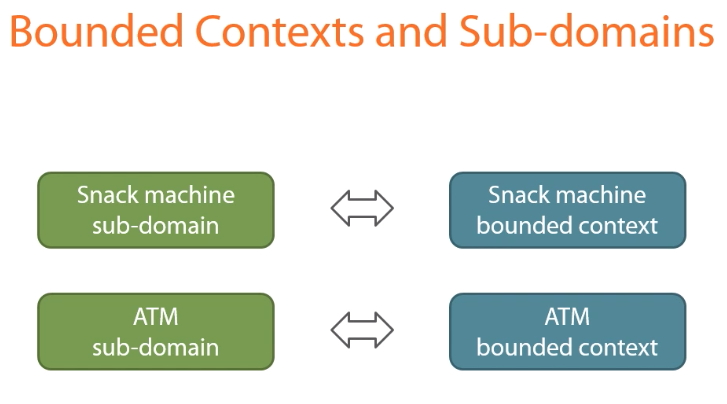 Bounded Contexts and Sub-domains
Snack machine
sub-domain
Snack machine
bounded context
ATM
sub-domain
ATM
bounded context